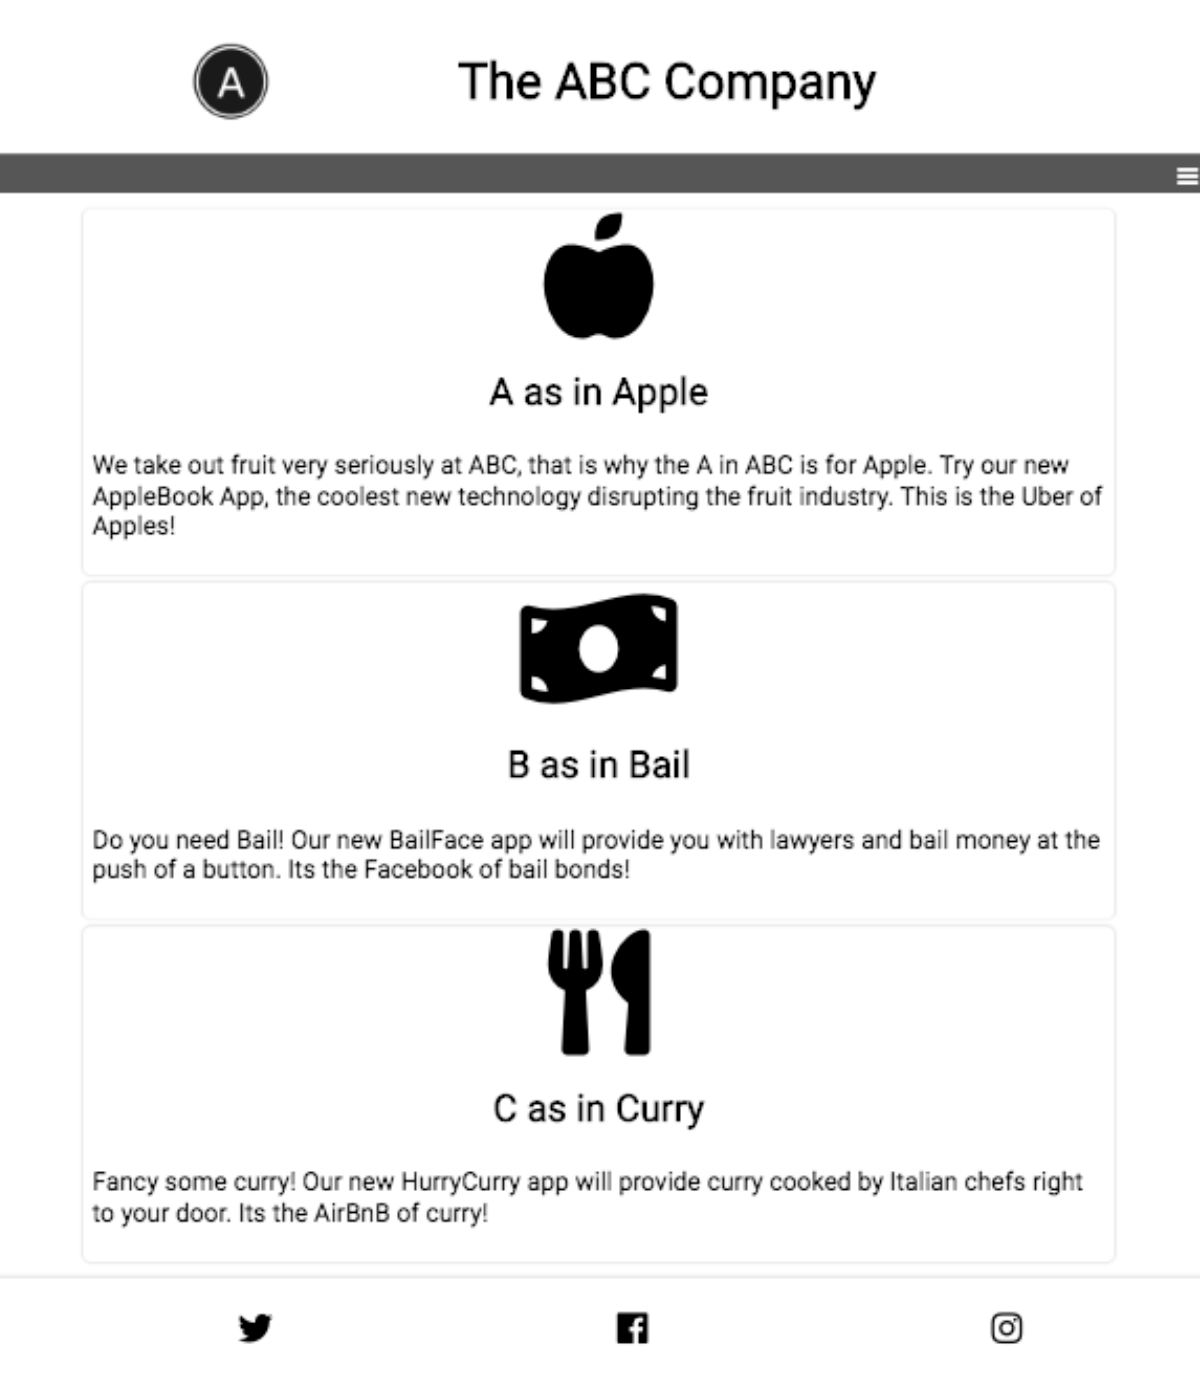 A
The ABC Company
A as in Apple
We take out fruit very seriously at ABC, that is why the A in ABC is for Apple. Try our new
AppleBook App, the coolest new technology disrupting the fruit industry. This is the Uber of
Apples!
B as in Bail
Do you need Bail! Our new BailFace app will provide you with lawyers and bail money at the
push of a button. Its the Facebook of bail bonds!
C as in Curry
Fancy some curry! Our new HurryCurry app will provide curry cooked by Italian chefs right
to your door. Its the AirBnB of curry!